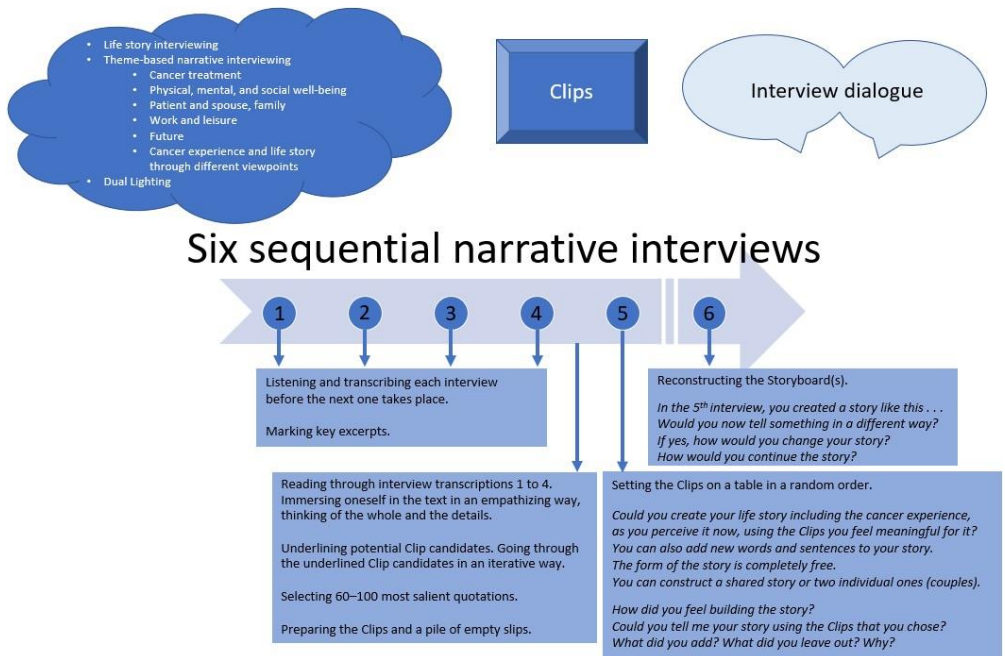 • Life story interviewing
• Theme-based narrative interviewing
• Cancer treatment
• Physical, mental, and social well-being
• Patient and spouse, family
• Work and leisure
• Future
• Cancer experience and life story
through different viewpoints
• Dual Lighting
Clips
Interview dialogue
Six sequential narrative interviews
1
2
3
4
5
6
Listening and transcribing each interview
before the next one takes place.
Marking key excerpts.
Reconstructing the Storyboard(s).
In the 5th interview, you created a story like this . . .
Would you now tell something in a different way?
If yes, how would you change your story?
How would you continue the story?
Reading through interview transcriptions 1 to 4.
Immersing oneself in the text in an empathizing way,
thinking of the whole and the details.
Underlining potential Clip candidates. Going through
the underlined Clip candidates in an iterative way.
Selecting 60–100 most salient quotations.
Preparing the Clips and a pile of empty slips.
Setting the Clips on a table in a random order.
Could you create your life story including the cancer experience,
as you perceive it now, using the Clips you feel meaningful for it?
You can also add new words and sentences to your story.
The form of the story is completely free.
You can construct a shared story or two individual ones (couples).
How did you feel building the story?
Could you tell me your story using the Clips that you chose?
What did you add? What did you leave out? Why?